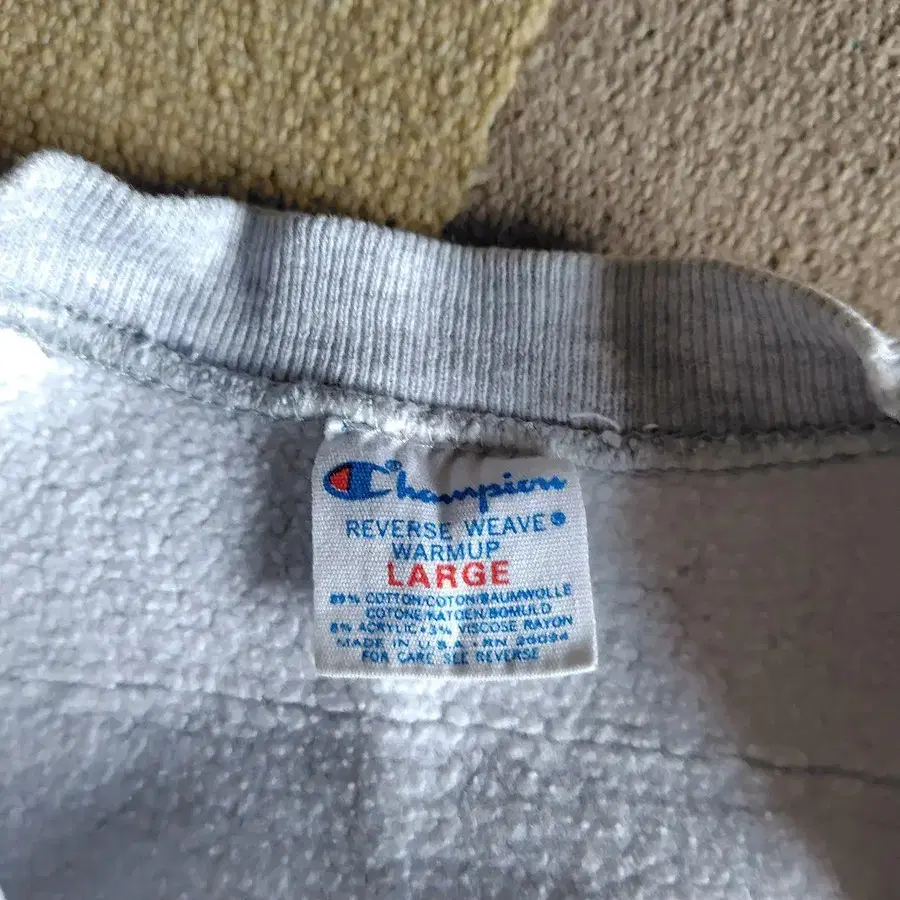 Champion®
REVERSE WEAVE®
WARMUP
LARGE
89% COTTON/COTON/BAUMWOLLE
COTONE/KATOEN/BOMULD
8% ACRYLIC • 3% VISCOSE RAYON
MADE IN U.S.A. RN 26094
FOR CARE SEE REVERSE